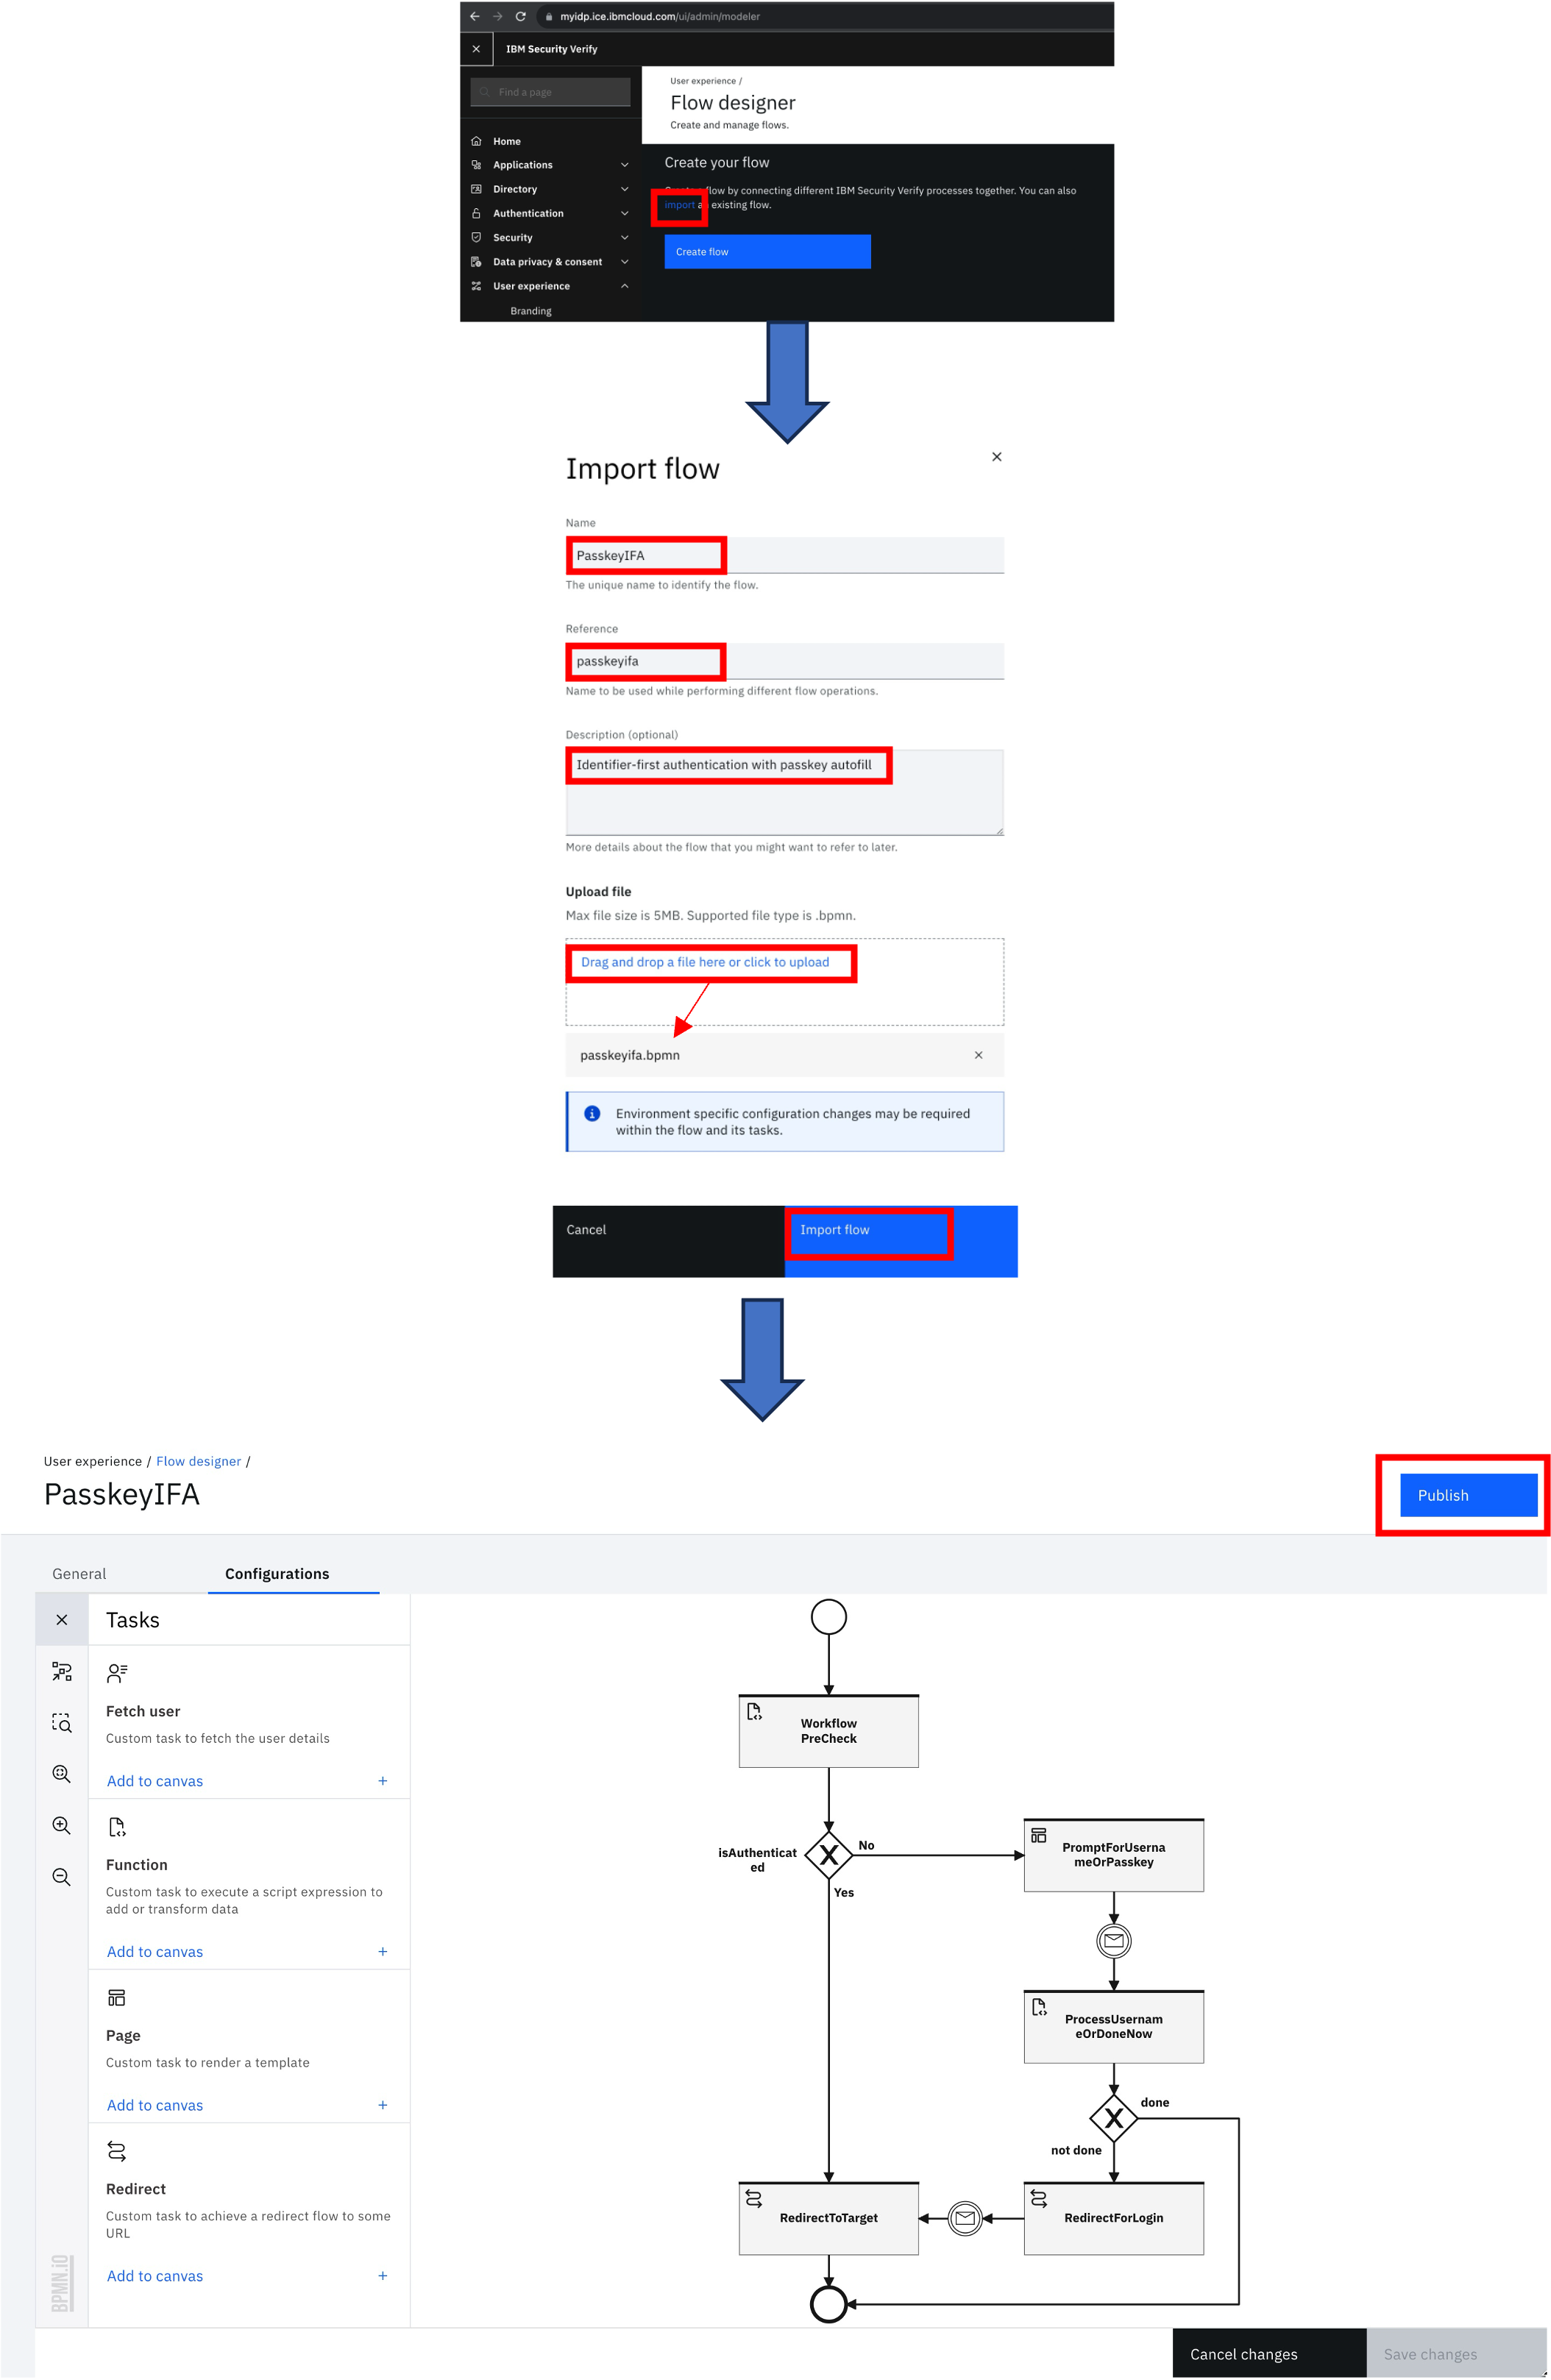 myidp.ice.ibmcloud.com/ui/admin/modeler
IBM Security Verify
Find a page
Home
Applications
Directory
Authentication
Security
Data privacy & consent
User experience
Branding
User experience /
Flow designer
Create and manage flows.
Create your flow
flow by connecting different IBM Security Verify processes together. You can also
import existing flow.
Create flow
Import flow
Name
PasskeyIFA
The unique name to identify the flow.
Reference
passkeyifa
Name to be used while performing different flow operations.
Description (optional)
Identifier-first authentication with passkey autofill
More details about the flow that you might want to refer to later.
Upload file
Max file size is 5MB. Supported file type is .bpmn.
Drag and drop a file here or click to upload
passkeyifa.bpmn
Environment specific configuration changes may be required
within the flow and its tasks.
Cancel
Import flow
User experience / Flow designer /
PasskeyIFA
Publish
General
Configurations
Tasks
Fetch user
Custom task to fetch the user details
Add to canvas +
Function
Custom task to execute a script expression to
add or transform data
Add to canvas +
Page
Custom task to render a template
Add to canvas +
Redirect
Custom task to achieve a redirect flow to some
URL
Add to canvas +
BPMN.iO
Workflow
PreCheck
isAuthenticat
ed
No
Yes
PromptForUserna
meOrPasskey
ProcessUsernam
eOrDoneNow
done
not done
RedirectToTarget
RedirectForLogin
Cancel changes
Save changes